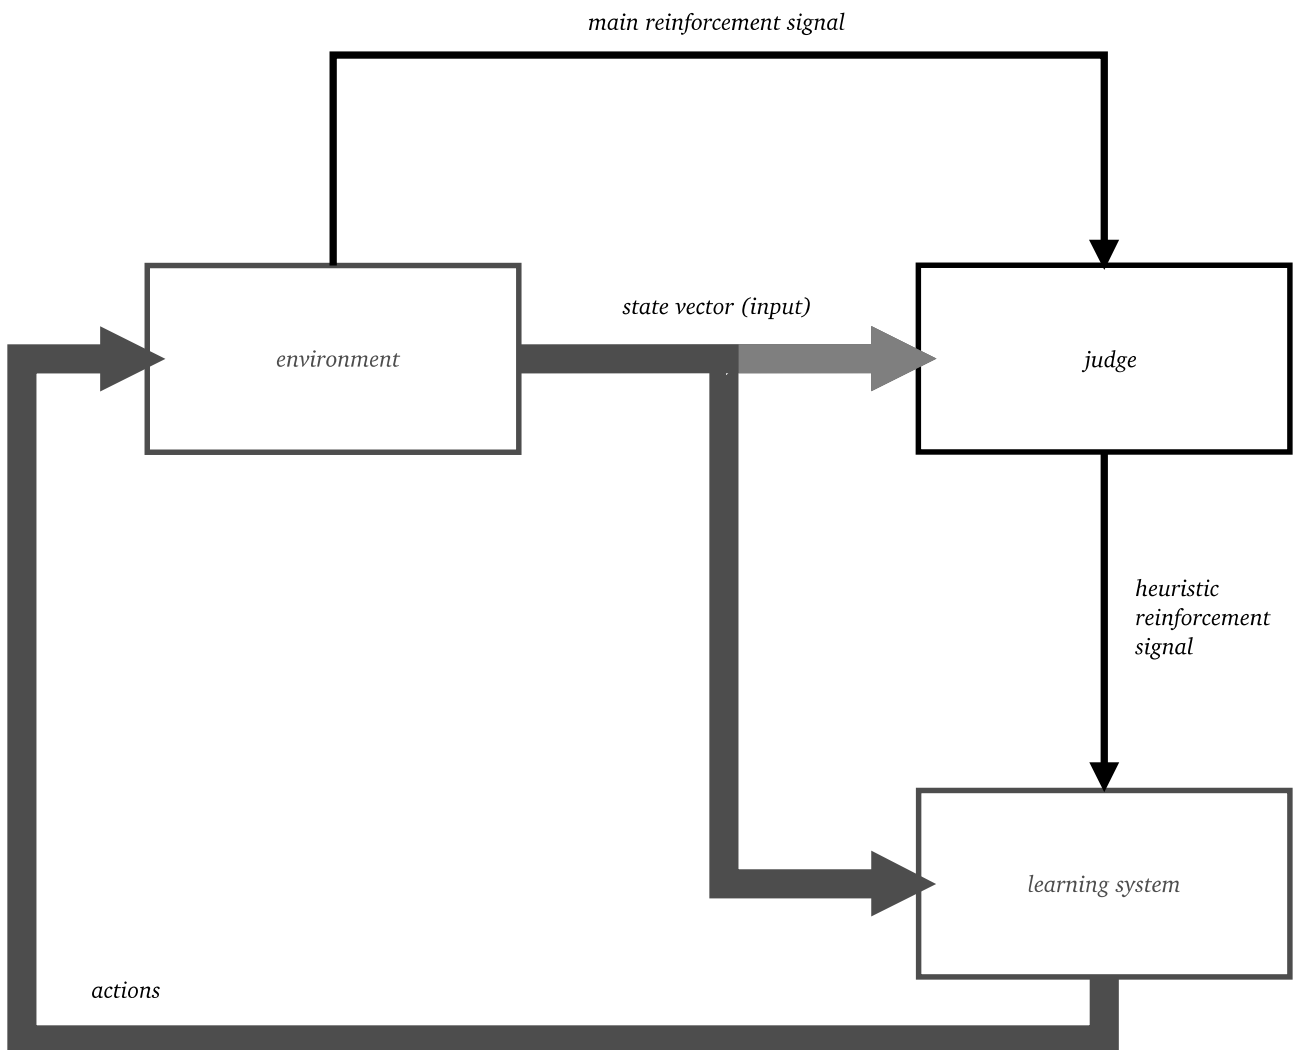 main reinforcement signal
state vector (input)
environment
judge
heuristic
reinforcement
signal
learning system
actions